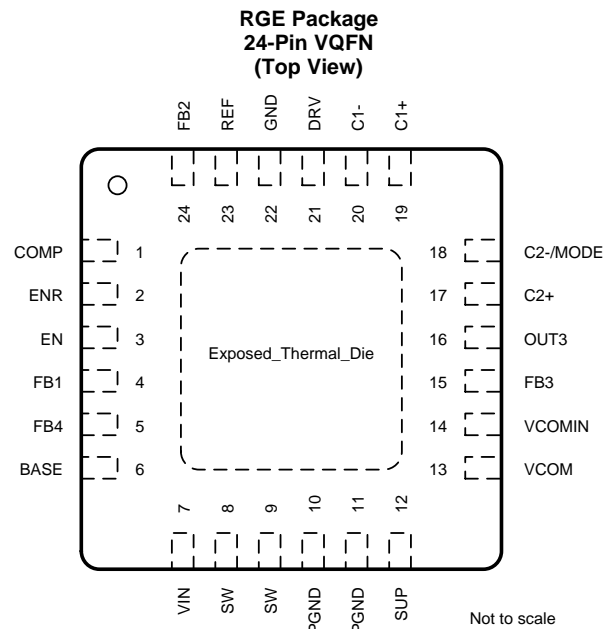 RGE Package
24-Pin VQFN
(Top View)
FB2 REF GND DRV C1- C1+
24 23 22 21 20 19
COMP 1 18 C2-/MODE
ENR 2 17 C2+
EN 3 16 OUT3
Exposed_Thermal_Die
FB1 4 15 FB3
FB4 5 14 VCOMIN
BASE 6 13 VCOM
7 8 9 10 11 12
VIN SW SW PGND PGND SUP
Not to scale